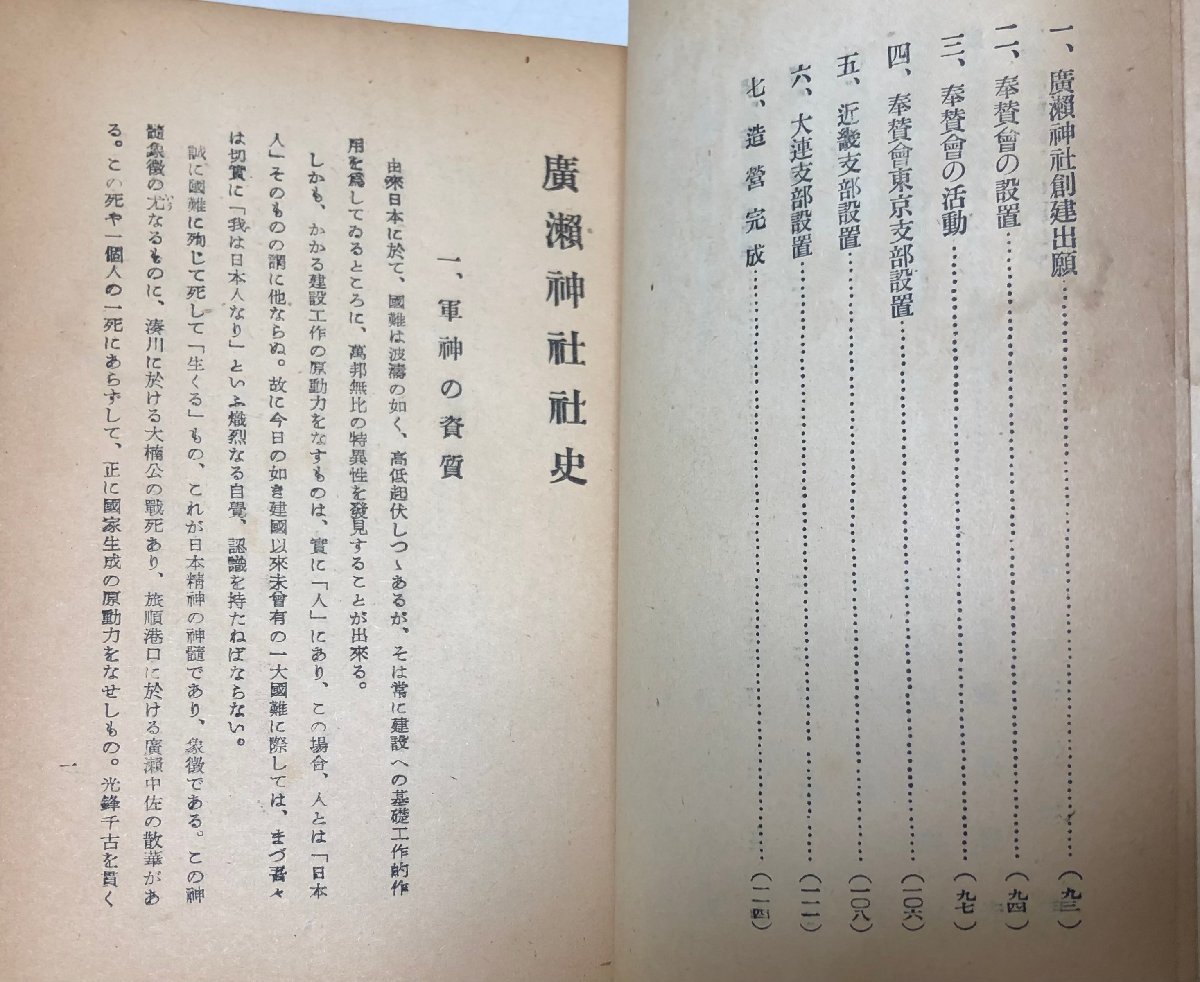 一、廣瀨神社創建出願……………(九二)
二、奉賛會の設置……………(九四)
三、奉賛會の活動……………(九七)
四、奉賛會東京支部設置……………(一〇六)
五、近畿支部設置……………(一〇八)
六、大連支部設置……………(一一一)
七、造營完成……………(一一四)
廣瀨神社社史
一、軍神の資質
由來日本に於て、國難は波濤の如く、高低起伏しつゝあるが、そは常に建設への基礎工作的作
用を爲してゐるところに、萬邦無比の特異性を發見することが出來る。
しかも、かかる建設工作の原動力をなすものは、實に「人」にあり、この場合、人とは「日本
人」そのものの謂に他ならぬ。故に今日の如き建國以來未曾有の一大國難に際しては、まづ吾々
は切實に「我は日本人なり」といふ熾烈なる自覺、認識を持たねばならない。
誠に國難に殉じて死して「生くる」もの、これが日本精神の神髓であり、象徵である。この神
髓象徵の尤なるものに、湊川に於ける大楠公の戰死あり、旅順港口に於ける廣瀨中佐の散華があ
る。この死や一個人の一死にあらずして、正に國家生成の原動力をなせしもの。光鋒千古を貫く
一